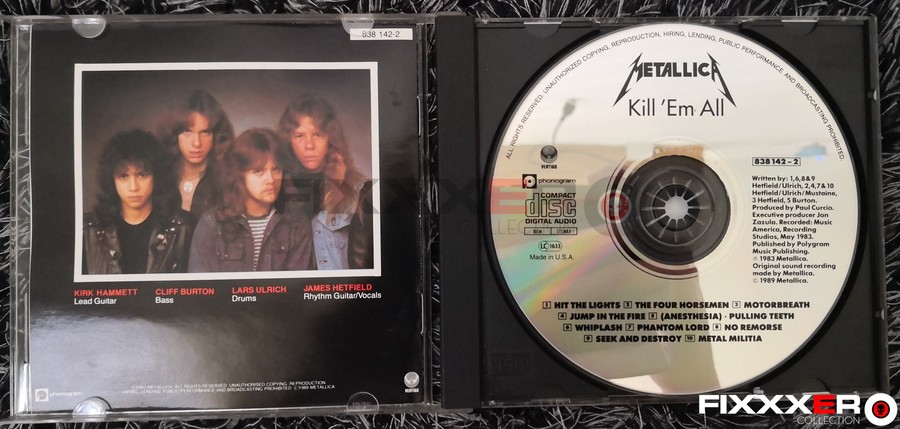 838 142-2
KIRK HAMMETT
Lead Guitar
CLIFF BURTON
Bass
LARS ULRICH
Drums
JAMES HETFIELD
Rhythm Guitar/Vocals
phonogram
VERTIGO
ALL RIGHTS RESERVED. UNAUTHORIZED COPYING, REPRODUCTION, HIRING, LENDING, PUBLIC PERFORMANCE AND BROADCASTING PROHIBITED.
METALLICA
Kill 'Em All
VERTIGO
phonogram
COMPACT
disc
DIGITAL AUDIO
LC 1633
Made in U.S.A.
838 142-2
Written by: 1,6,8&9
Hetfield/Ulrich, 2,4,7&10
Hetfield/Ulrich/Mustaine,
3 Hetfield, 5 Burton.
Produced by Paul Curcio.
Executive producer Jon
Zazula. Recorded: Music
America, Recording
Studios, May 1983.
Published by Polygram
Music Publishing.
℗ 1983 Metallica.
Original sound recording
made by Metallica.
© 1989 Metallica.
1 HIT THE LIGHTS 2 THE FOUR HORSEMEN 3 MOTORBREATH
4 JUMP IN THE FIRE 5 (ANESTHESIA) - PULLING TEETH
6 WHIPLASH 7 PHANTOM LORD 8 NO REMORSE
9 SEEK AND DESTROY 10 METAL MILITIA
FIXXXER
COLLECTION
FIXXXER
COLLECTION